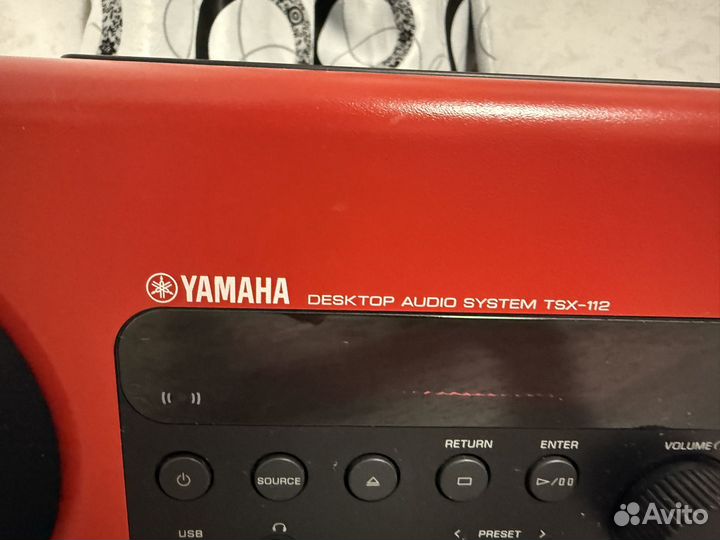 YAMAHA DESKTOP AUDIO SYSTEM TSX-112
RETURN ENTER VOLUME
SOURCE
USB < PRESET >
Avito